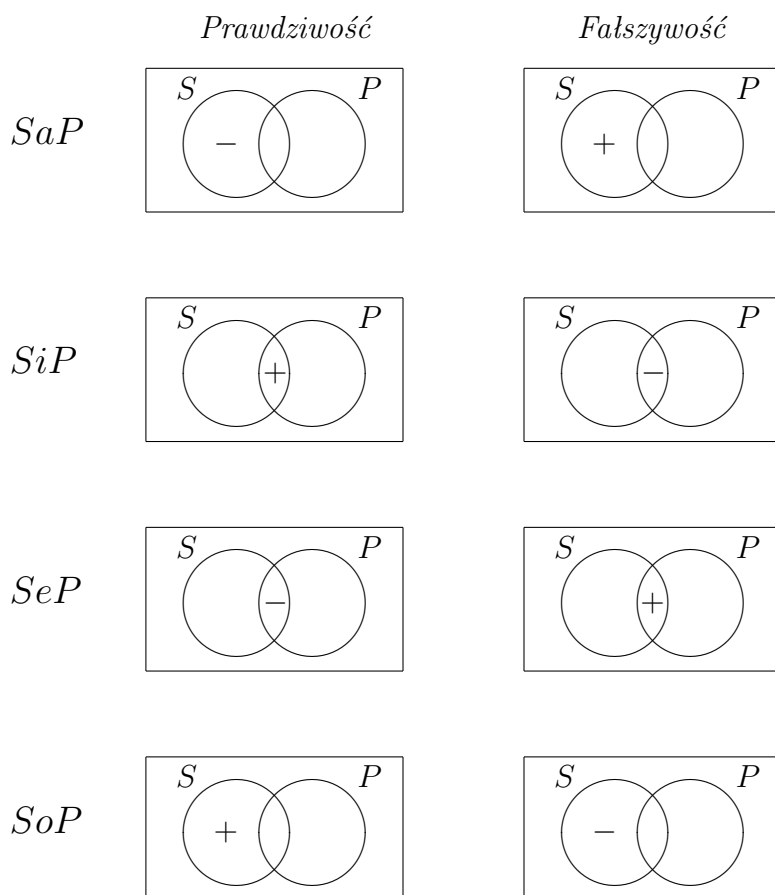 Prawdziwość Fałszywość
S P S P
SaP − +
S P S P
SiP + −
S P S P
SeP − +
S P S P
SoP + −